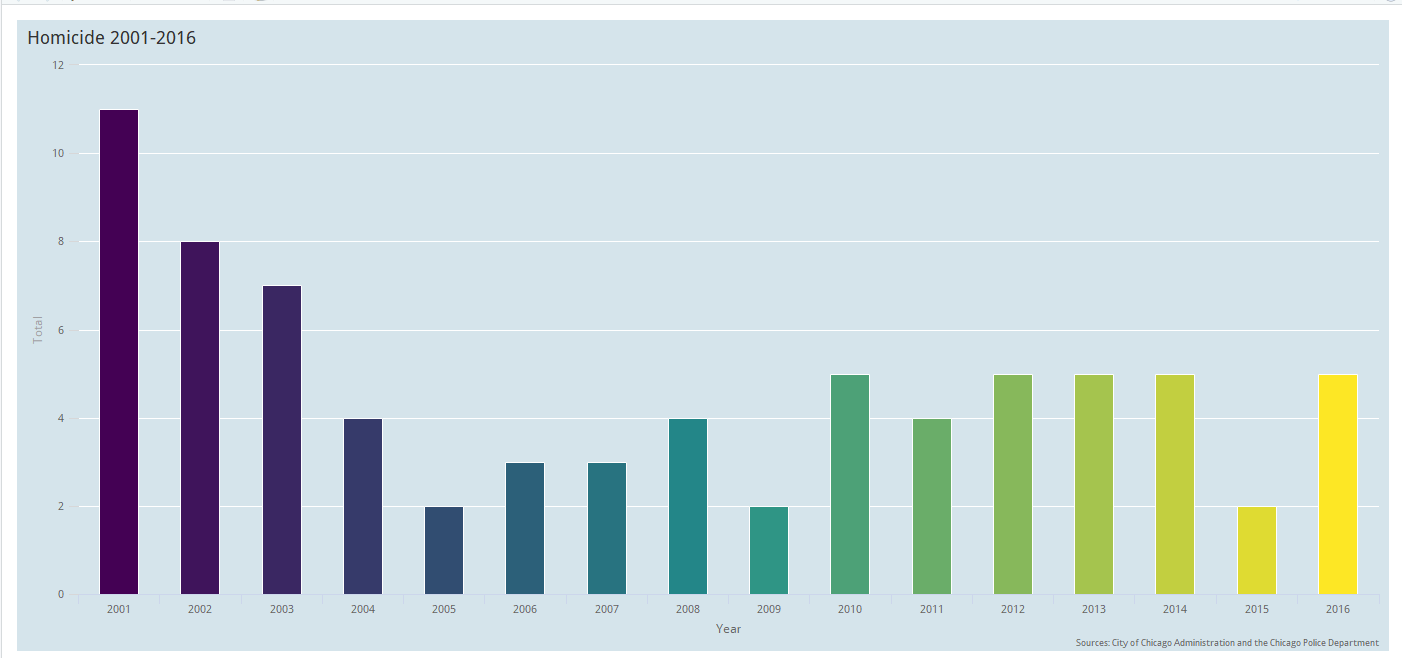 Homicide 2001-2016
12
10
8
6
4
2
0
Total
2001 2002 2003 2004 2005 2006 2007 2008 2009 2010 2011 2012 2013 2014 2015 2016
Year
Sources: City of Chicago Administration and the Chicago Police Department